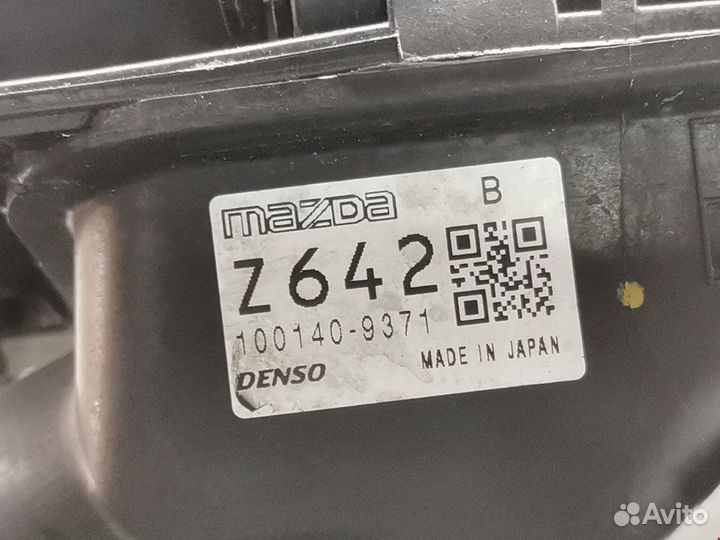 mazda B
Z642
100140-9371
DENSO MADE IN JAPAN
Avito